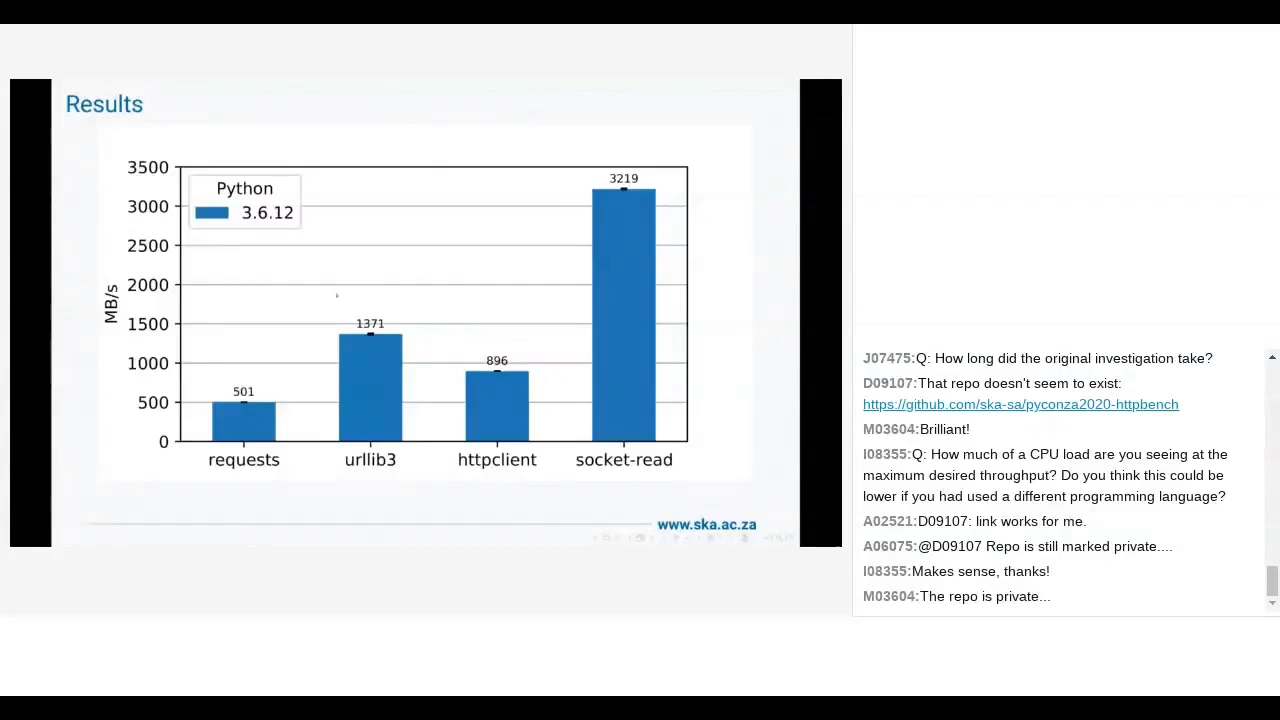 Results
3500
3000
2500
2000
1500
1000
500
0
MB/s
Python
3.6.12
501
1371
896
3219
requests
urllib3
httpclient
socket-read
www.ska.ac.za
J07475:Q: How long did the original investigation take?
D09107:That repo doesn't seem to exist:
https://github.com/ska-sa/pyconza2020-httpbench
M03604:Brilliant!
I08355:Q: How much of a CPU load are you seeing at the
maximum desired throughput? Do you think this could be
lower if you had used a different programming language?
A02521:D09107: link works for me.
A06075:@D09107 Repo is still marked private....
I08355:Makes sense, thanks!
M03604:The repo is private...